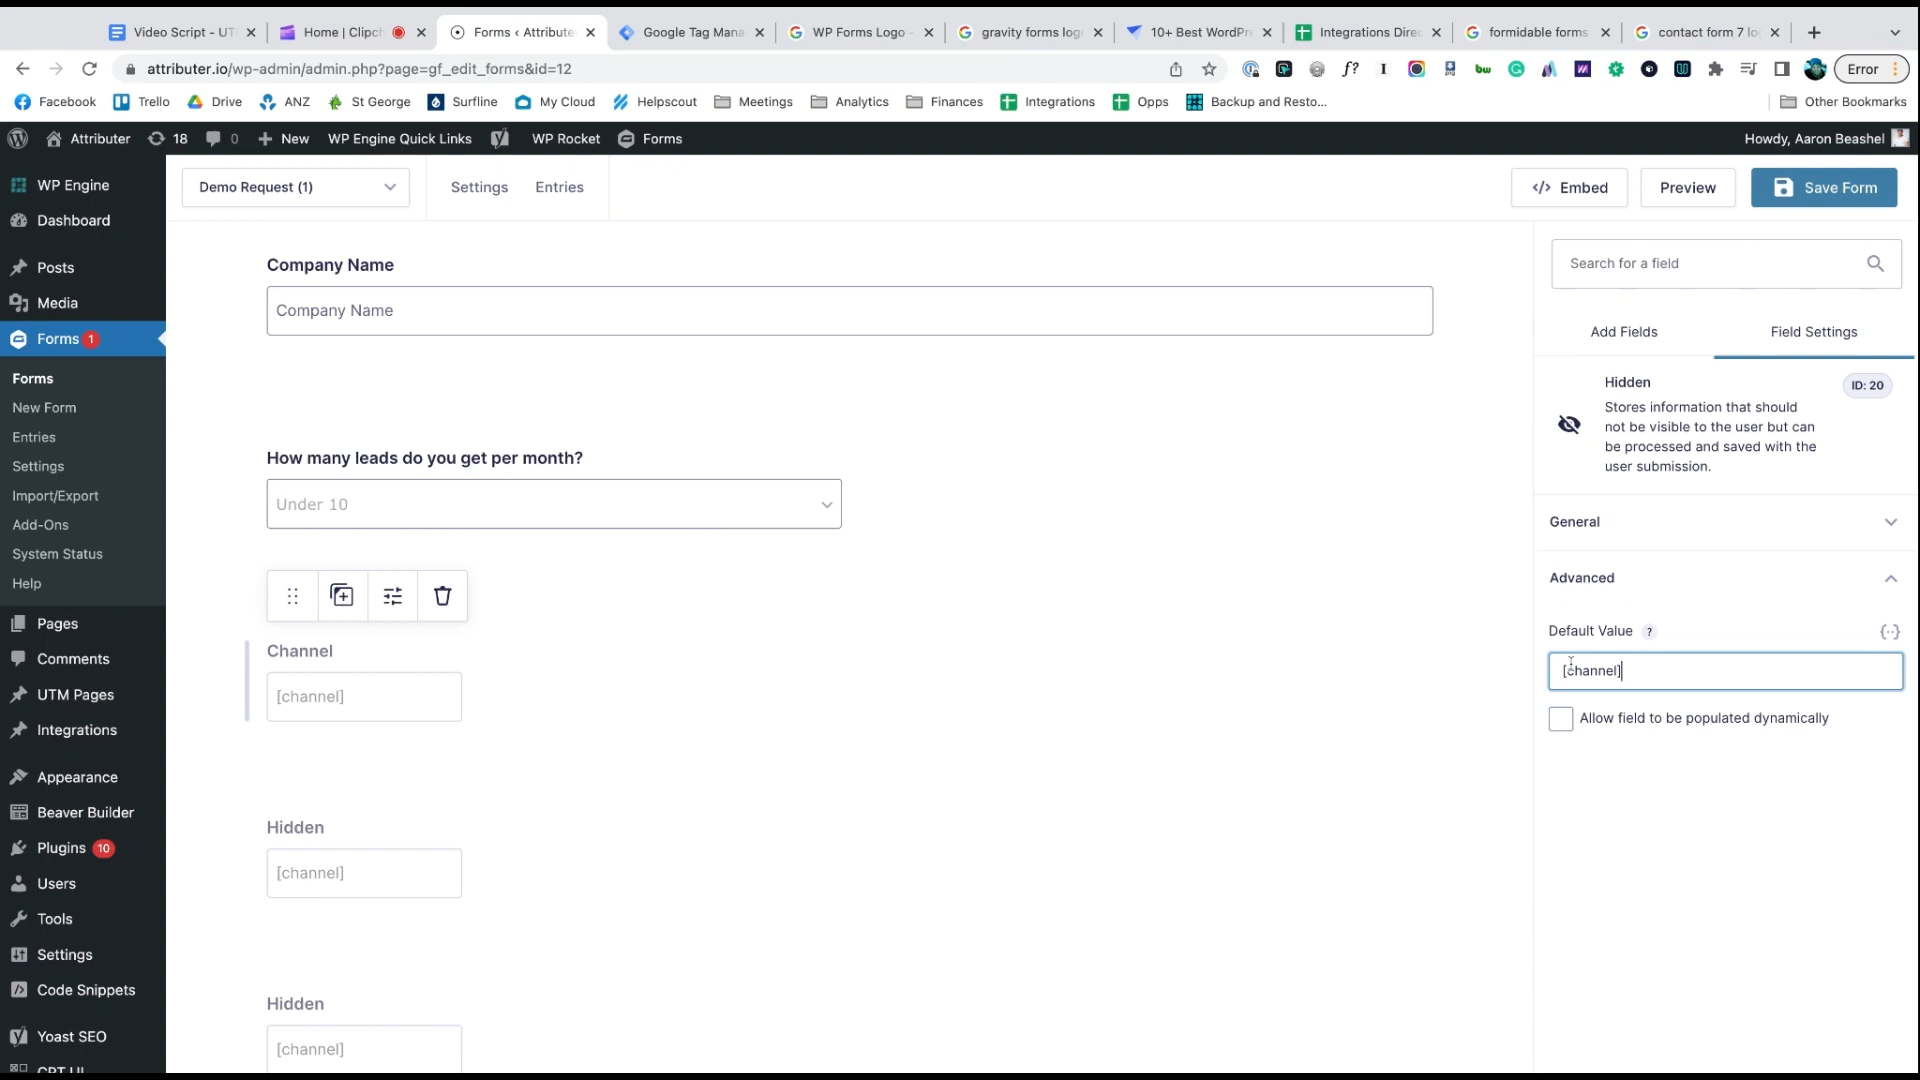 Video Script - UT
Home | Clipch
Forms ‹ Attribute
Google Tag Mana
WP Forms Logo -
gravity forms log
10+ Best WordPre
Integrations Direc
formidable forms
contact form 7 lo
attributer.io/wp-admin/admin.php?page=gf_edit_forms&id=12
Error
Facebook
Trello
Drive
ANZ
St George
Surfline
My Cloud
Helpscout
Meetings
Analytics
Finances
Integrations
Opps
Backup and Resto...
Other Bookmarks
Attributer
18
0
New
WP Engine Quick Links
WP Rocket
Forms
Howdy, Aaron Beashel
WP Engine
Dashboard
Posts
Media
Forms 1
Forms
New Form
Entries
Settings
Import/Export
Add-Ons
System Status
Help
Pages
Comments
UTM Pages
Integrations
Appearance
Beaver Builder
Plugins 10
Users
Tools
Settings
Code Snippets
Yoast SEO
CPT UI
Demo Request (1)
Settings
Entries
</> Embed
Preview
Save Form
Company Name
Company Name
How many leads do you get per month?
Under 10
Channel
[channel]
Hidden
[channel]
Hidden
[channel]
Search for a field
Add Fields
Field Settings
Hidden
ID: 20
Stores information that should
not be visible to the user but can
be processed and saved with the
user submission.
General
Advanced
Default Value ?
[channel]
Allow field to be populated dynamically